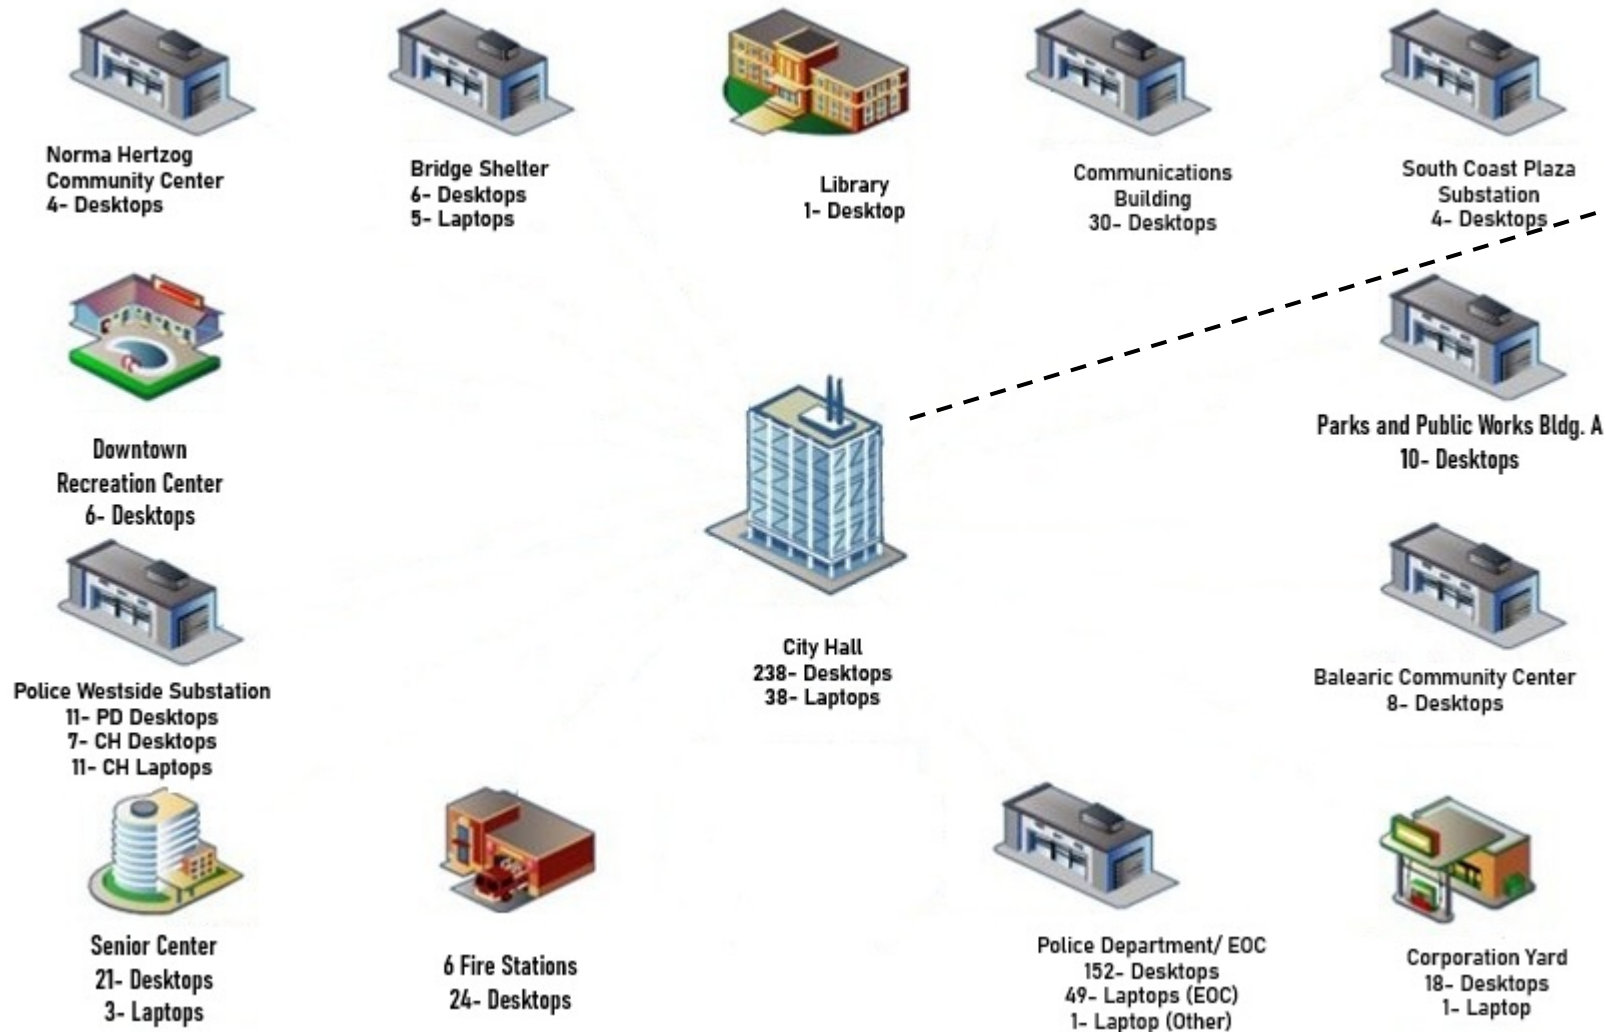 Norma Hertzog
Community Center
4- Desktops
Bridge Shelter
6- Desktops
5- Laptops
Library
1- Desktop
Communications
Building
30- Desktops
South Coast Plaza
Substation
4- Desktops
Downtown
Recreation Center
6- Desktops
Parks and Public Works Bldg. A
10- Desktops
Police Westside Substation
11- PD Desktops
7- CH Desktops
11- CH Laptops
City Hall
238- Desktops
38- Laptops
Balearic Community Center
8- Desktops
Senior Center
21- Desktops
3- Laptops
6 Fire Stations
24- Desktops
Police Department/ EOC
152- Desktops
49- Laptops (EOC)
1- Laptop (Other)
Corporation Yard
18- Desktops
1- Laptop